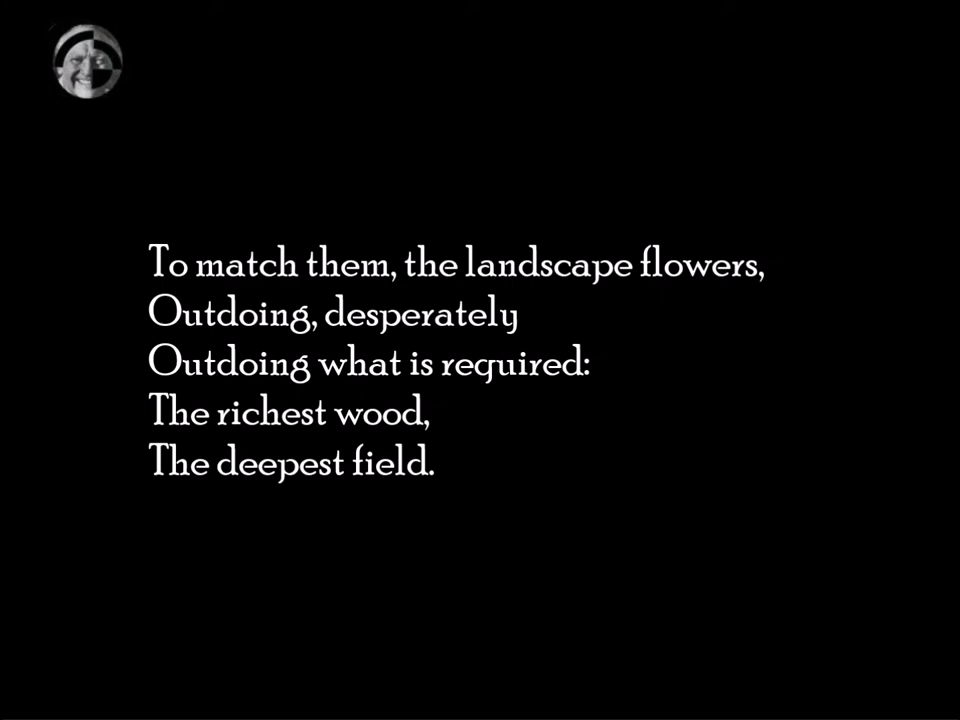 To match them, the landscape flowers,
Outdoing, desperately
Outdoing what is required:
The richest wood,
The deepest field.